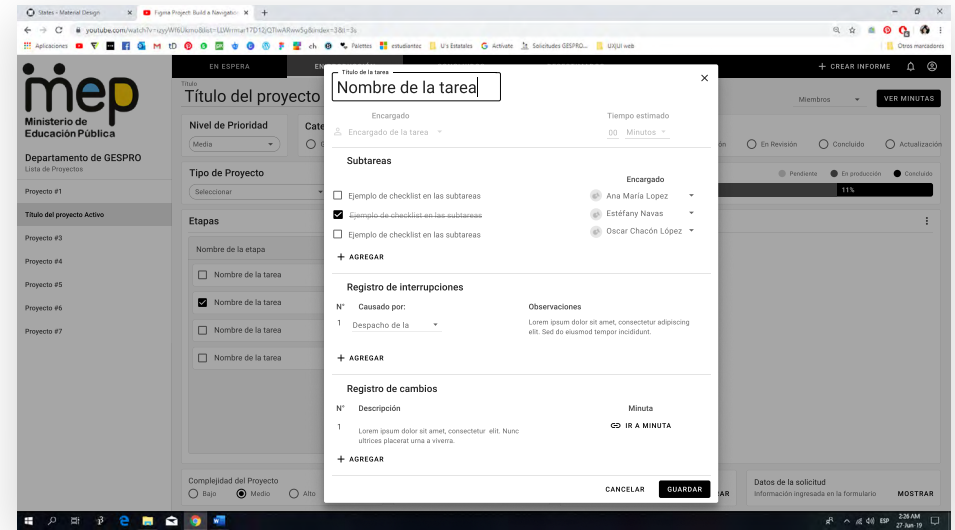 States - Material Design
Figma Project: Build a Navigation
youtube.com/watch?v=
Aplicaciones
M
tD
ch
Palettes
estudiantes
U's Estatales
Activate
Solicitudes GESPRO...
UX|UI web
Otros marcadores
mep
Ministerio de
Educación Pública
Departamento de GESPRO
Lista de Proyectos
Proyecto #1
Título del proyecto Activo
Proyecto #3
Proyecto #4
Proyecto #5
Proyecto #6
Proyecto #7
EN ESPERA
EN
+ CREAR INFORME
Título
Título del proyecto
Miembros
VER MINUTAS
Nivel de Prioridad
Media
Cate
En Revisión
Concluido
Actualización
Tipo de Proyecto
Seleccionar
Pendiente
En producción
Concluido
11%
Etapas
Nombre de la etapa
Nombre de la tarea
Nombre de la tarea
Nombre de la tarea
Nombre de la tarea
Complejidad del Proyecto
Bajo
Medio
Alto
AR
Datos de la solicitud
Información ingresada en la formulario
MOSTRAR
Título de la tarea
Nombre de la tarea
Encargado
Tiempo estimado
Encargado de la tarea
00 Minutos
Subtareas
Encargado
Ejemplo de checklist en las subtareas
Ana María Lopez
Ejemplo de checklist en las subtareas
Estéfany Navas
Ejemplo de checklist en las subtareas
Oscar Chacón López
+ AGREGAR
Registro de interrupciones
N° Causado por: Observaciones
1 Despacho de la
Lorem ipsum dolor sit amet, consectetur adipiscing
elit. Sed do eiusmod tempor incididunt.
+ AGREGAR
Registro de cambios
N° Descripción Minuta
1
Lorem ipsum dolor sit amet, consectetur elit. Nunc
ultrices placerat urna a viverra.
IR A MINUTA
+ AGREGAR
CANCELAR
GUARDAR
ESP
2:26 AM
27-Jun-19